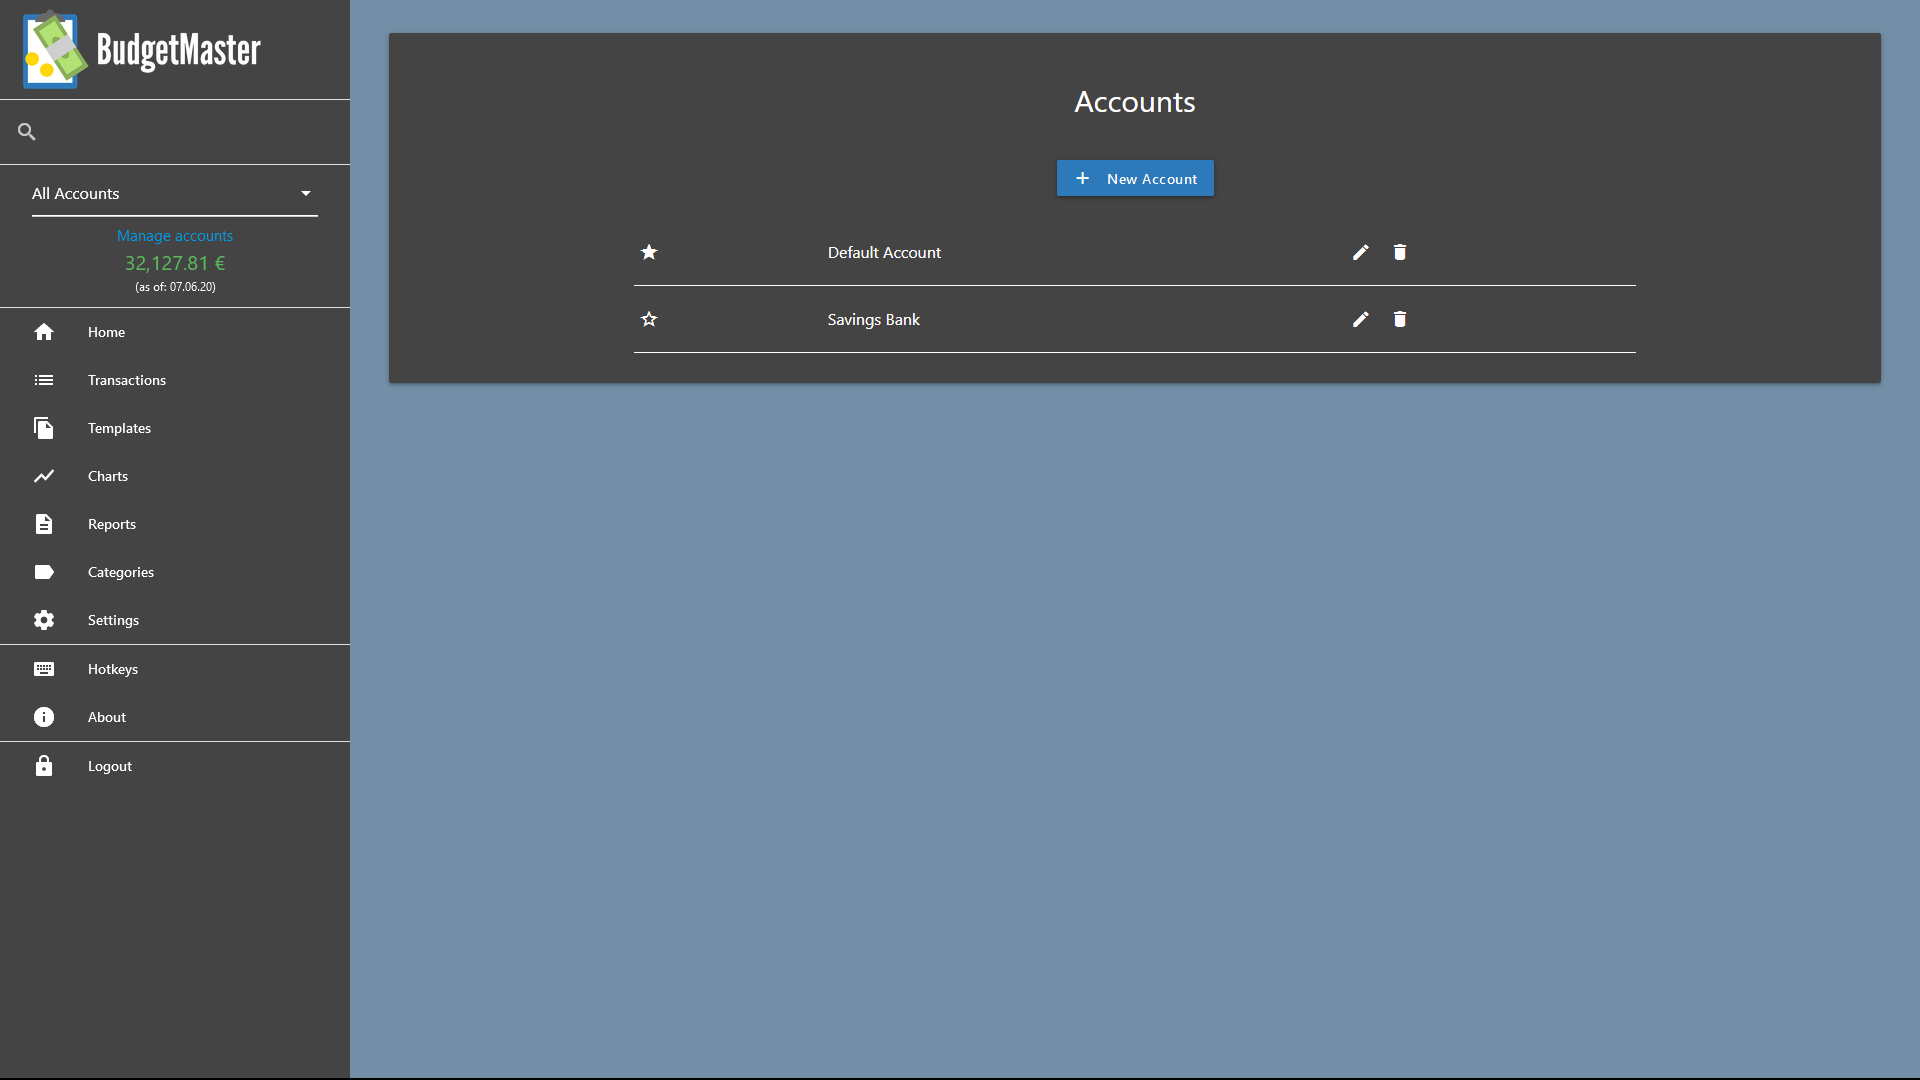 BudgetMaster
All Accounts
Manage accounts
32,127.81 €
(as of: 07.06.20)
Home
Transactions
Templates
Charts
Reports
Categories
Settings
Hotkeys
About
Logout
Accounts
New Account
Default Account
Savings Bank